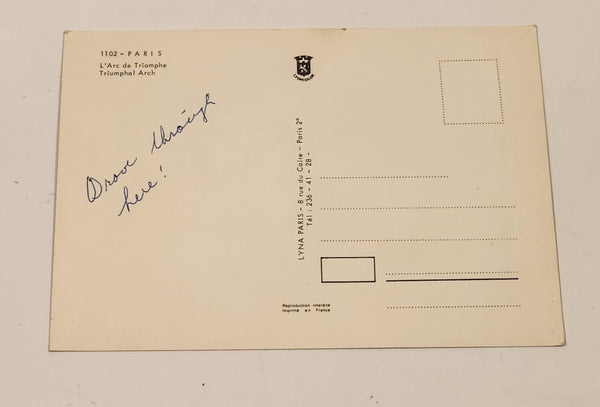 1102 - PARIS
L'Arc de Triomphe
Triumphal Arch
Drove through
here!
LYNA PARIS - 8 rue du Caire - Paris 2e
Tél : 236 - 41 - 28 -
Reproduction interdite
Imprimé en France